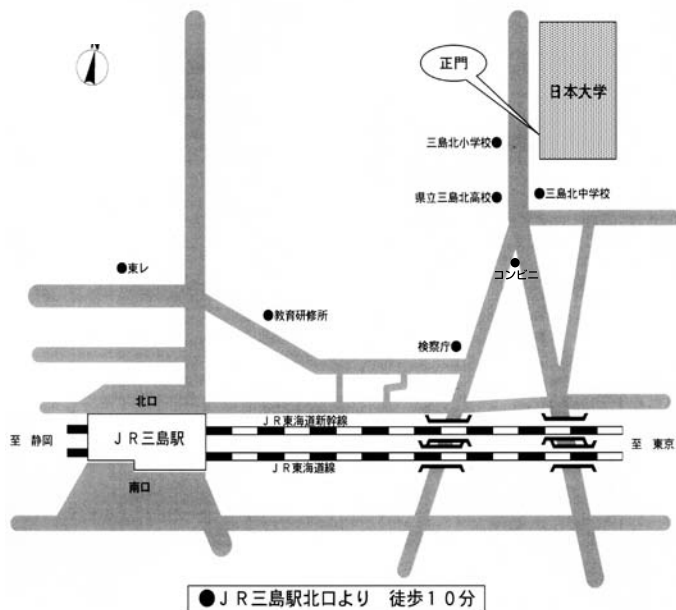 正門
日本大学
三島北小学校
県立三島北高校
三島北中学校
コンビニ
東レ
教育研修所
検察庁
北口
ＪＲ東海道新幹線
至 静岡
ＪＲ三島駅
至 東京
ＪＲ東海道線
南口
●ＪＲ三島駅北口より 徒歩１０分